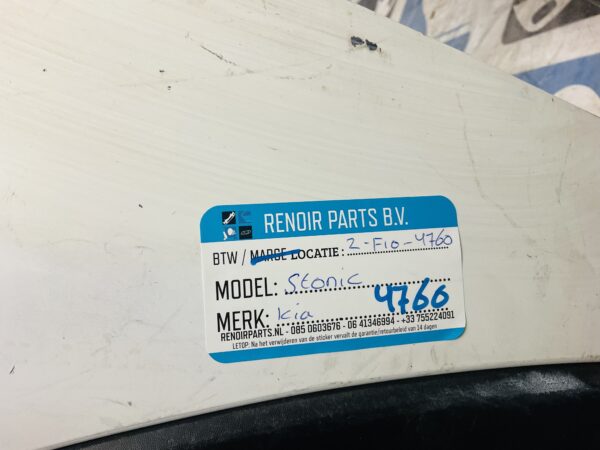 RENOIR PARTS B.V.
BTW / MARGE LOCATIE : 2-F10-4760
MODEL: Stonic
4760
MERK: Kia
RENOIRPARTS.NL - 085 0603676 - 06 41346994 - +33 755224091
LETOP: Na het verwijderen van de sticker vervalt de garantie/retourbeleid van 14 dagen